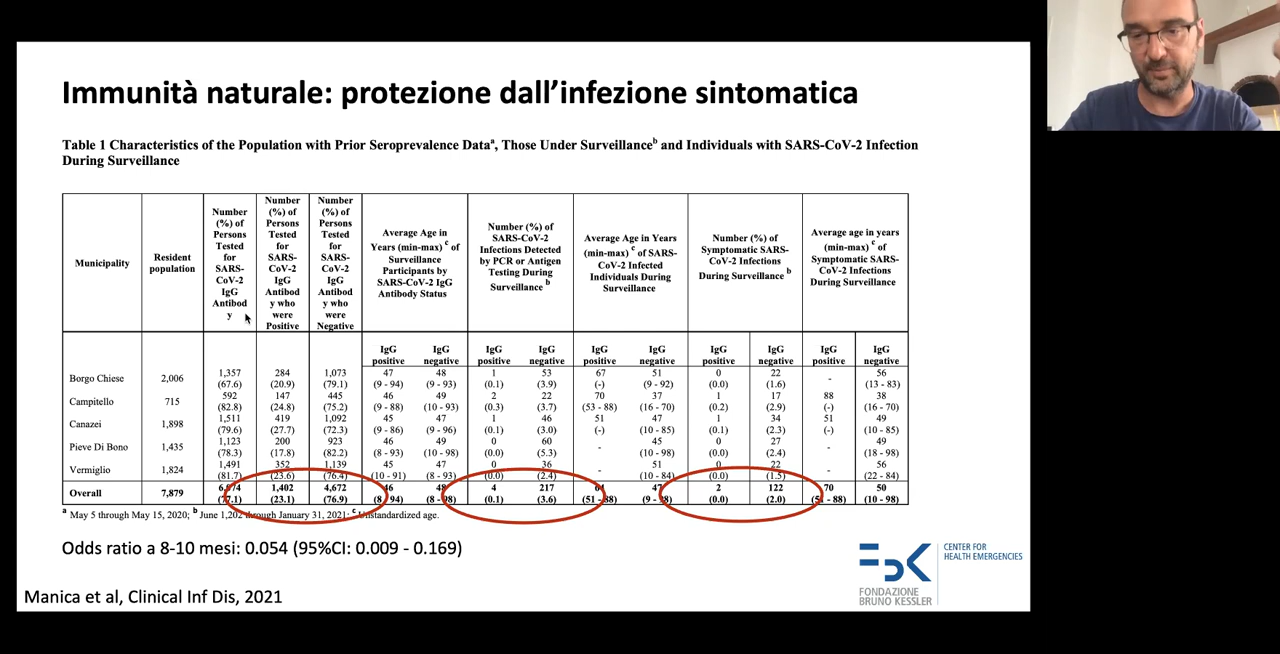 Immunità naturale: protezione dall'infezione sintomatica
Table 1 Characteristics of the Population with Prior Seroprevalence Dataª, Those Under Surveillanceᵇ and Individuals with SARS-CoV-2 Infection
During Surveillance
Municipality
Resident
population
Number
(%) of
Persons
Tested
for
SARS-
CoV-2
IgG
Antibod
y
Number
(%) of
Persons
Tested
for
SARS-
CoV-2
IgG
Antibod
y who
were
Positive
Number
(%) of
Persons
Tested
for
SARS-
CoV-2
IgG
Antibod
y who
were
Negative
Average Age in
Years (min-max) ᶜ of
Surveillance
Participants by
SARS-CoV-2 IgG
Antibody Status
Number (%) of
SARS-CoV-2
Infections Detected
by PCR or Antigen
Testing During
Surveillance ᵇ
Average Age in Years
(min-max) ᶜ of SARS-
CoV-2 Infected
Individuals During
Surveillance
Number (%) of
Symptomatic SARS-
CoV-2 Infections
During Surveillance ᵇ
Average age in years
(min-max) ᶜ of
Symptomatic SARS-
CoV-2 Infections
During Surveillance
IgG IgG IgG IgG IgG IgG IgG IgG IgG IgG
positive negative positive negative positive negative positive negative positive negative
1,357 284 1,073 47 48 1 53 67 51 0 22 56
Borgo Chiese 2,006 -
(67.6) (20.9) (79.1) (9 - 94) (9 - 93) (0.1) (3.9) (-) (9 - 92) (0.0) (1.6) (13 - 83)
592 147 445 46 49 2 22 70 37 1 17 88 38
Campitello 715
(82.8) (24.8) (75.2) (9 - 88) (10 - 93) (0.3) (3.7) (53 - 88) (16 - 70) (0.2) (2.9) (-) (16 - 70)
1,511 419 1,092 45 47 1 46 51 47 1 34 51 49
Canazei 1,898
(79.6) (27.7) (72.3) (9 - 86) (9 - 96) (0.1) (3.0) (-) (10 - 85) (0.1) (2.3) (-) (10 - 85)
1,123 200 923 46 49 0 60 45 0 27 49
Pieve Di Bono 1,435 - -
(78.3) (17.8) (82.2) (8 - 93) (10 - 98) (0.0) (5.3) (10 - 98) (0.0) (2.4) (18 - 98)
1,491 352 1,139 45 47 0 36 51 0 22 56
Vermiglio 1,824 - -
(81.7) (23.6) (76.4) (10 - 91) (8 - 93) (0.0) (2.4) (10 - 84) (0.0) (1.5) (22 - 84)
1,402 4,672 46 48 4 217 47 2 122 70 50
Overall 7,879
(23.1) (76.9) (0.1) (3.6) (0.0) (2.0) (10 - 98)
ª May 5 through May 15, 2020; ᵇ June 1,202 through January 31, 2021; ᶜ Unstandardized age.
Odds ratio a 8-10 mesi: 0.054 (95%CI: 0.009 - 0.169)
Manica et al, Clinical Inf Dis, 2021
FBK
FONDAZIONE
BRUNO KESSLER
CENTER FOR
HEALTH EMERGENCIES